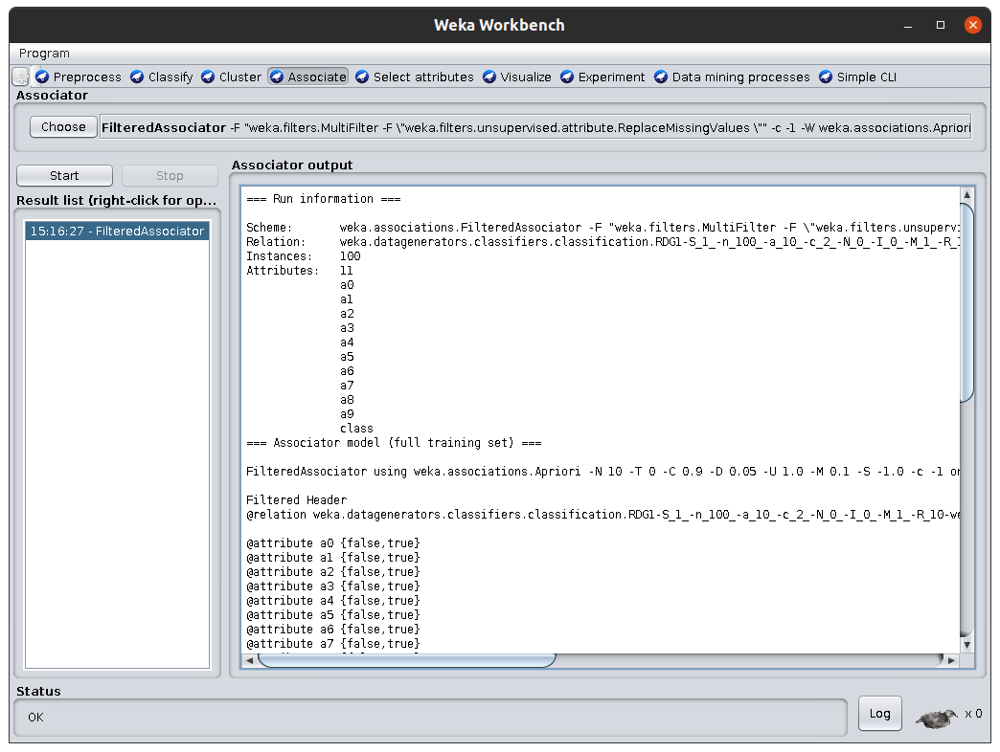 Weka Workbench
Program
Preprocess Classify Cluster Associate Select attributes Visualize Experiment Data mining processes Simple CLI
Associator
Choose FilteredAssociator -F "weka.filters.MultiFilter -F \"weka.filters.unsupervised.attribute.ReplaceMissingValues \"" -c -1 -W weka.associations.Apriori
Start Stop
Result list (right-click for op...
15:16:27 - FilteredAssociator
Associator output
=== Run information ===
Scheme: weka.associations.FilteredAssociator -F "weka.filters.MultiFilter -F \"weka.filters.unsupervi
Relation: weka.datagenerators.classifiers.classification.RDG1-S_1_-n_100_-a_10_-c_2_-N_0_-I_0_-M_1_-R_1
Instances: 100
Attributes: 11
a0
a1
a2
a3
a4
a5
a6
a7
a8
a9
class
=== Associator model (full training set) ===
FilteredAssociator using weka.associations.Apriori -N 10 -T 0 -C 0.9 -D 0.05 -U 1.0 -M 0.1 -S -1.0 -c -1 on
Filtered Header
@relation weka.datagenerators.classifiers.classification.RDG1-S_1_-n_100_-a_10_-c_2_-N_0_-I_0_-M_1_-R_10-we
@attribute a0 {false,true}
@attribute a1 {false,true}
@attribute a2 {false,true}
@attribute a3 {false,true}
@attribute a4 {false,true}
@attribute a5 {false,true}
@attribute a6 {false,true}
@attribute a7 {false,true}
Status
OK
Log
x 0